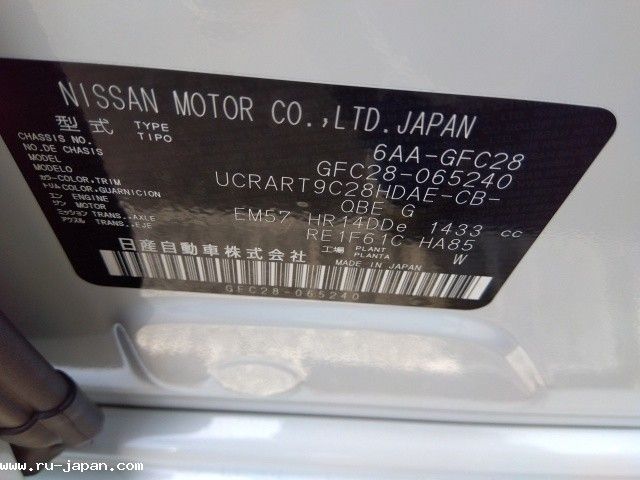 NISSAN MOTOR CO.,LTD.JAPAN
型式 TYPE TIPO 6AA-GFC28
CHASSIS NO. NO.DE CHASIS GFC28-065240
MODEL MODELO UCRART9C28HDAE-CB-
カラー COLOR,TRIM トリム COLOR,GUARNICION QBE G
エンジン ENGINE MOTOR EM57 HR14DDe 1433 cc
ミッション TRANS. アクスル TRANS. AXLE EJE RE1F61C HA85
日産自動車株式会社 工場 PLANT PLANTA W
MADE IN JAPAN
GFC28-065240
www.ru-japan.com